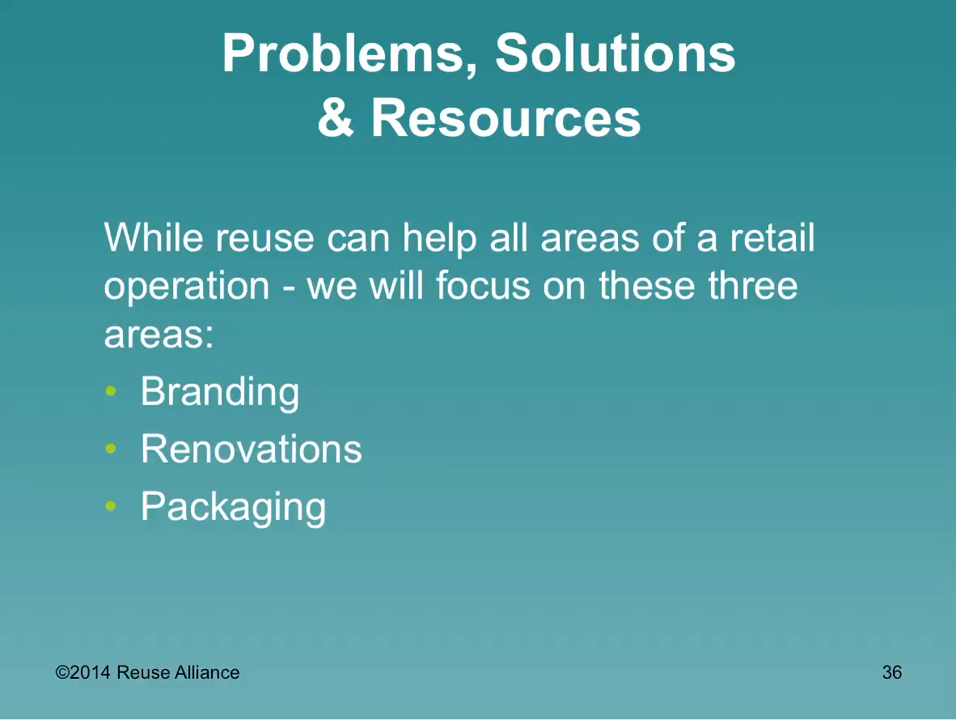 Problems, Solutions
& Resources
While reuse can help all areas of a retail
operation - we will focus on these three
areas:
• Branding
• Renovations
• Packaging
©2014 Reuse Alliance
36